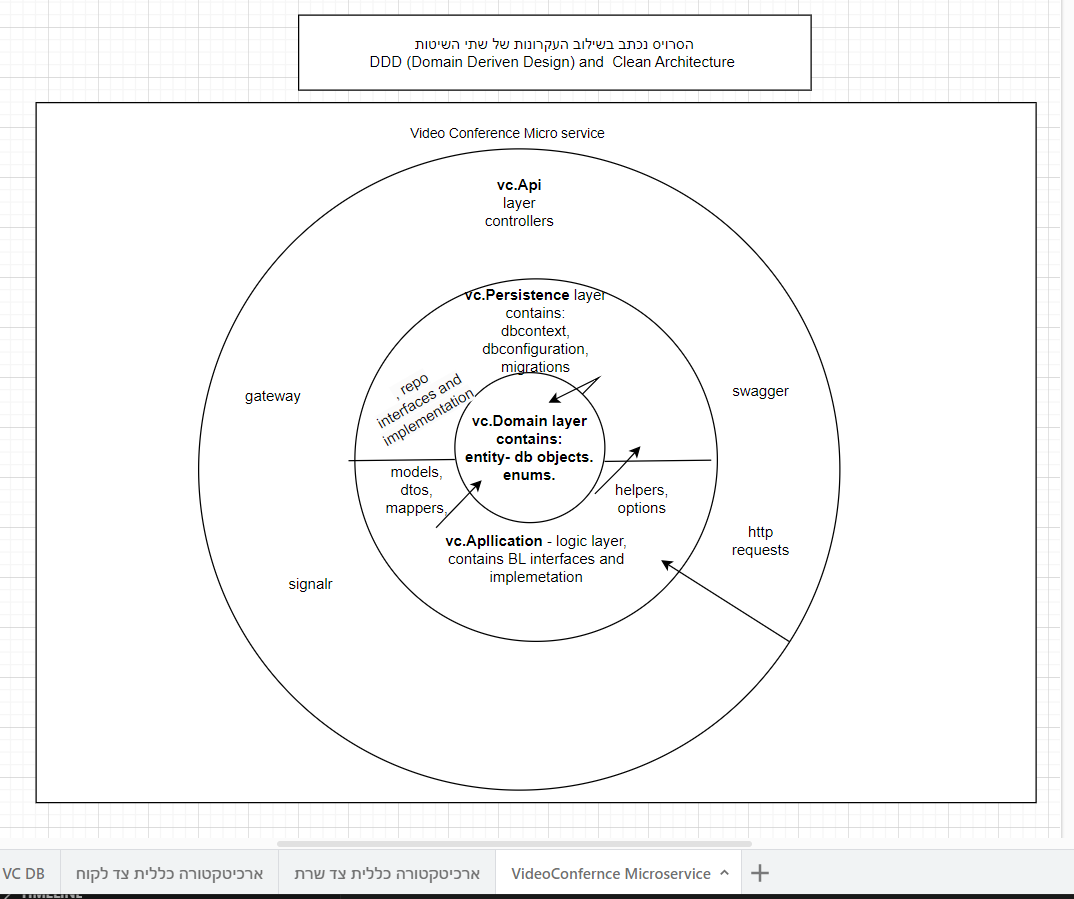 הסרויס נכתב בשילוב העקרונות של שתי השיטות
DDD (Domain Deriven Design) and Clean Architecture
Video Conference Micro service
vc.Api
layer
controllers
vc.Persistence layer
contains:
dbcontext,
dbconfiguration,
migrations
, repo
interfaces and
implementation
gateway
swagger
vc.Domain layer
contains:
entity- db objects.
enums.
models,
dtos,
mappers,
helpers,
options
vc.Apllication - logic layer,
contains BL interfaces and
implemetation
http
requests
signalr
VC DB
ארכיטקטורה כללית צד לקוח
ארכיטקטורה כללית צד שרת
VideoConfernce Microservice
TIMELINE